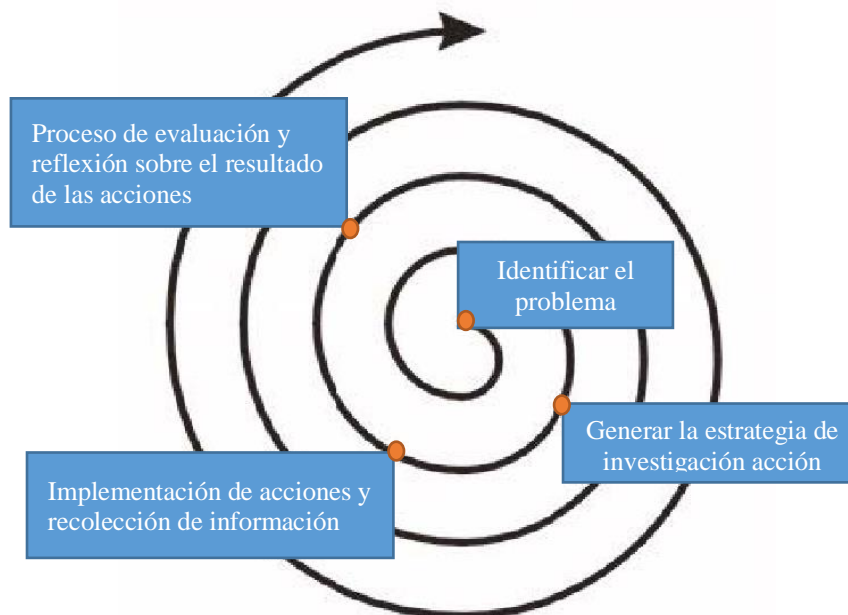 Proceso de evaluación y
reflexión sobre el resultado
de las acciones
Identificar el
problema
Generar la estrategia de
investigación acción
Implementación de acciones y
recolección de información